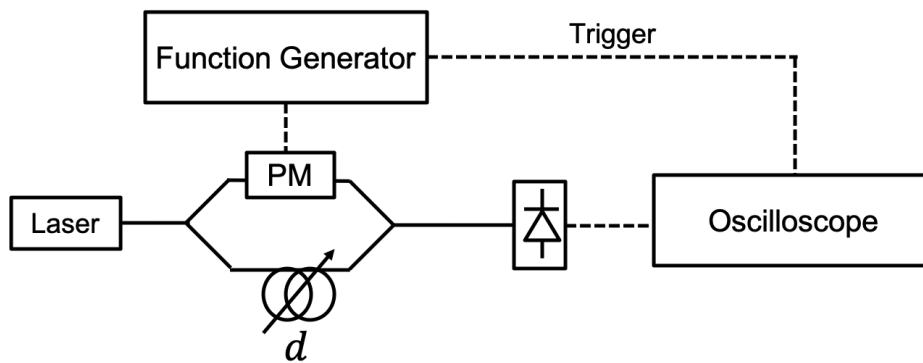 Function Generator
Trigger
PM
Laser
Oscilloscope
d